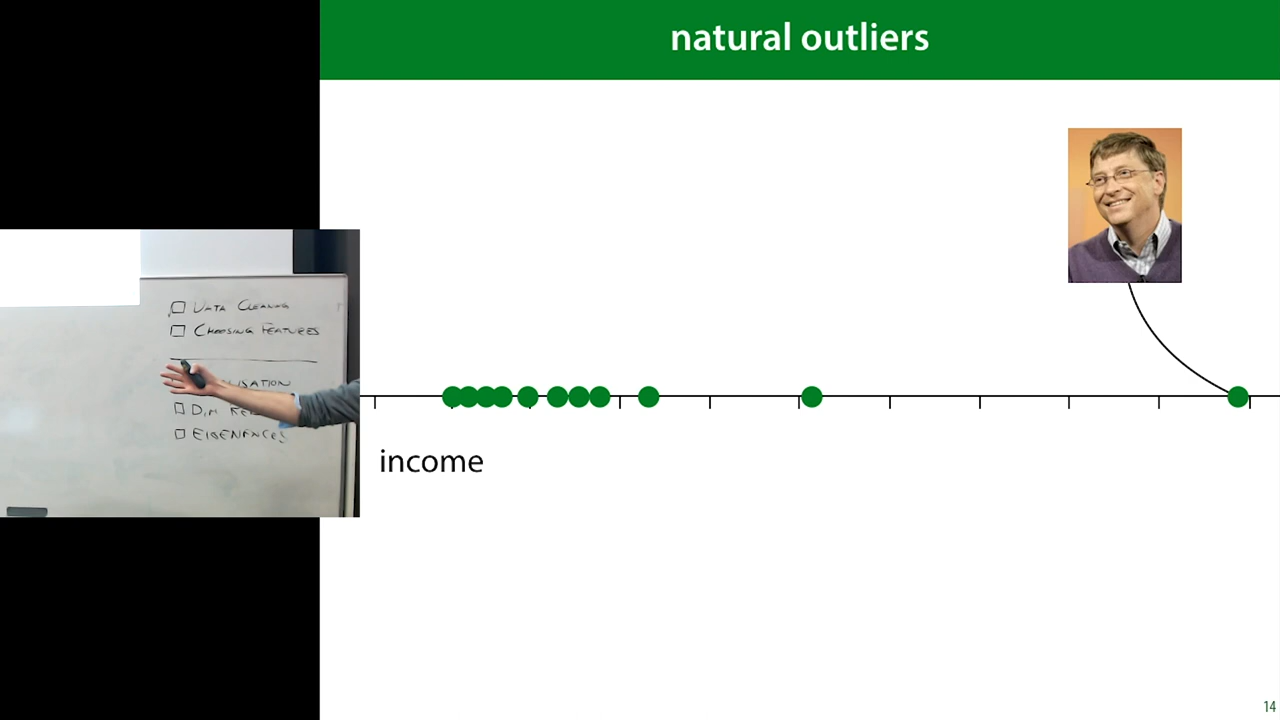 natural outliers
DATA CLEANING
CHOOSING FEATURES
EIGENFACES
income
14